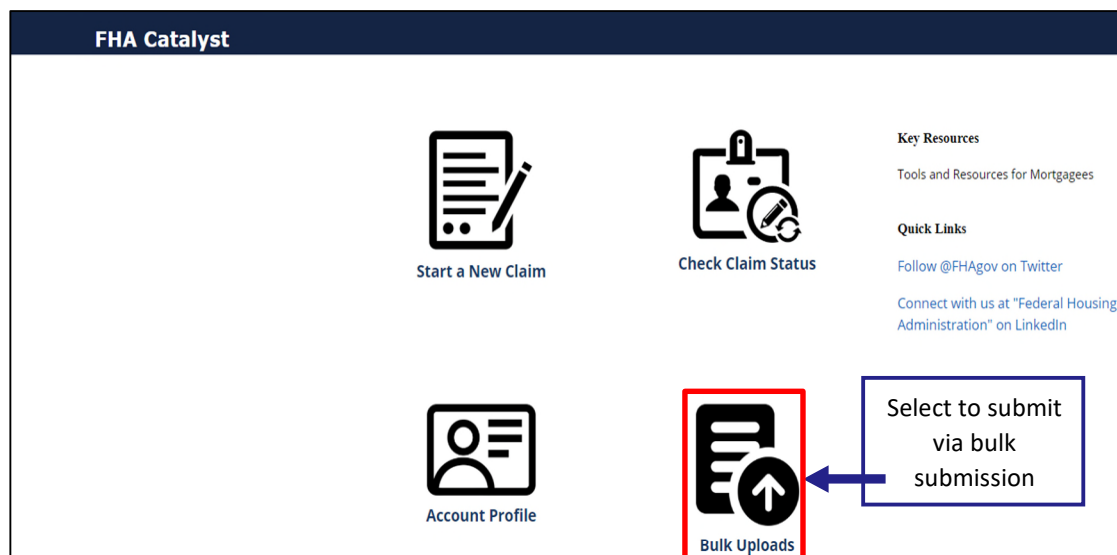 FHA Catalyst
Start a New Claim
Check Claim Status
Key Resources
Tools and Resources for Mortgagees
Quick Links
Follow @FHAgov on Twitter
Connect with us at "Federal Housing
Administration" on LinkedIn
Account Profile
Bulk Uploads
Select to submit
via bulk
submission